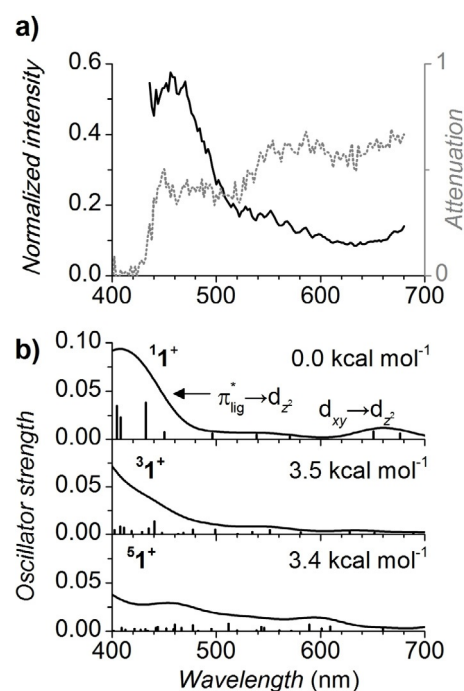 a)
Normalized intensity
0.6
0.4
0.2
0.0
Attenuation
1
0
400 500 600 700
b)
Oscillator strength
0.10
0.05
0.00
¹1⁺
0.0 kcal mol⁻¹
π*lig→dz²
dxy→dz²
0.05
0.00
³1⁺
3.5 kcal mol⁻¹
0.05
0.00
⁵1⁺
3.4 kcal mol⁻¹
400 500 600 700
Wavelength (nm)